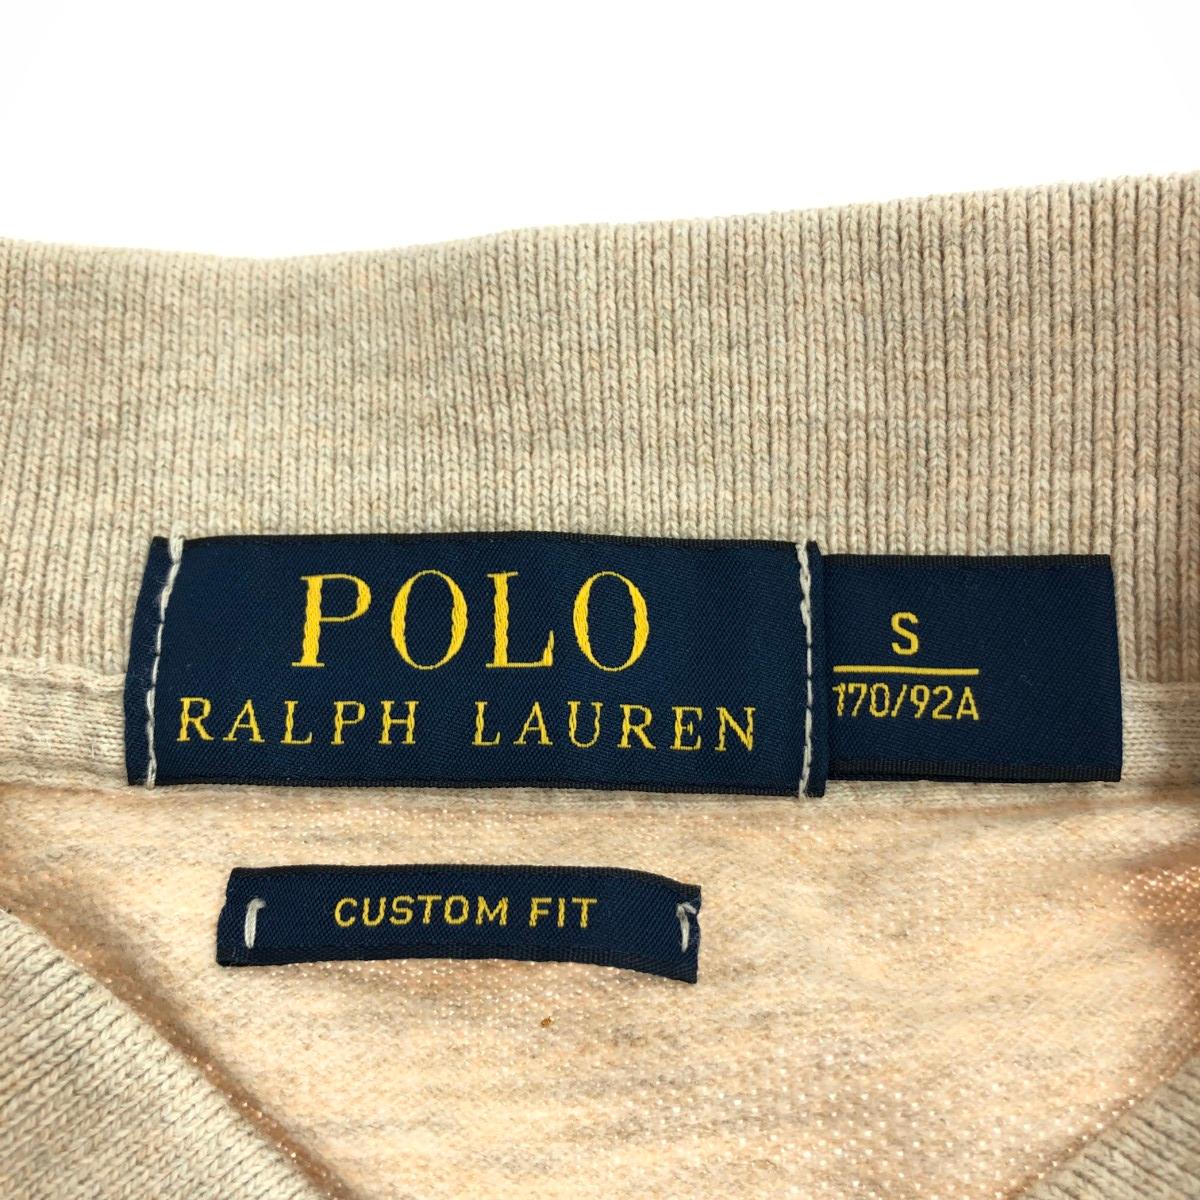 POLO
RALPH LAUREN
S
170/92A
CUSTOM FIT